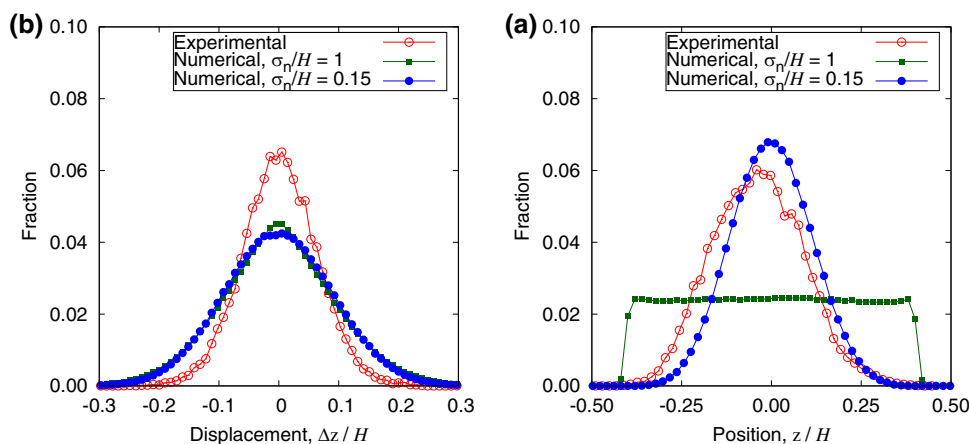 (b)
0.10
0.08
0.06
0.04
0.02
0.00
Fraction
Experimental
Numerical, σn/H = 1
Numerical, σn/H = 0.15
-0.3 -0.2 -0.1 0 0.1 0.2 0.3
Displacement, Δz / H
(a)
0.10
0.08
0.06
0.04
0.02
0.00
Fraction
Experimental
Numerical, σn/H = 1
Numerical, σn/H = 0.15
-0.50 -0.25 0.00 0.25 0.50
Position, z / H